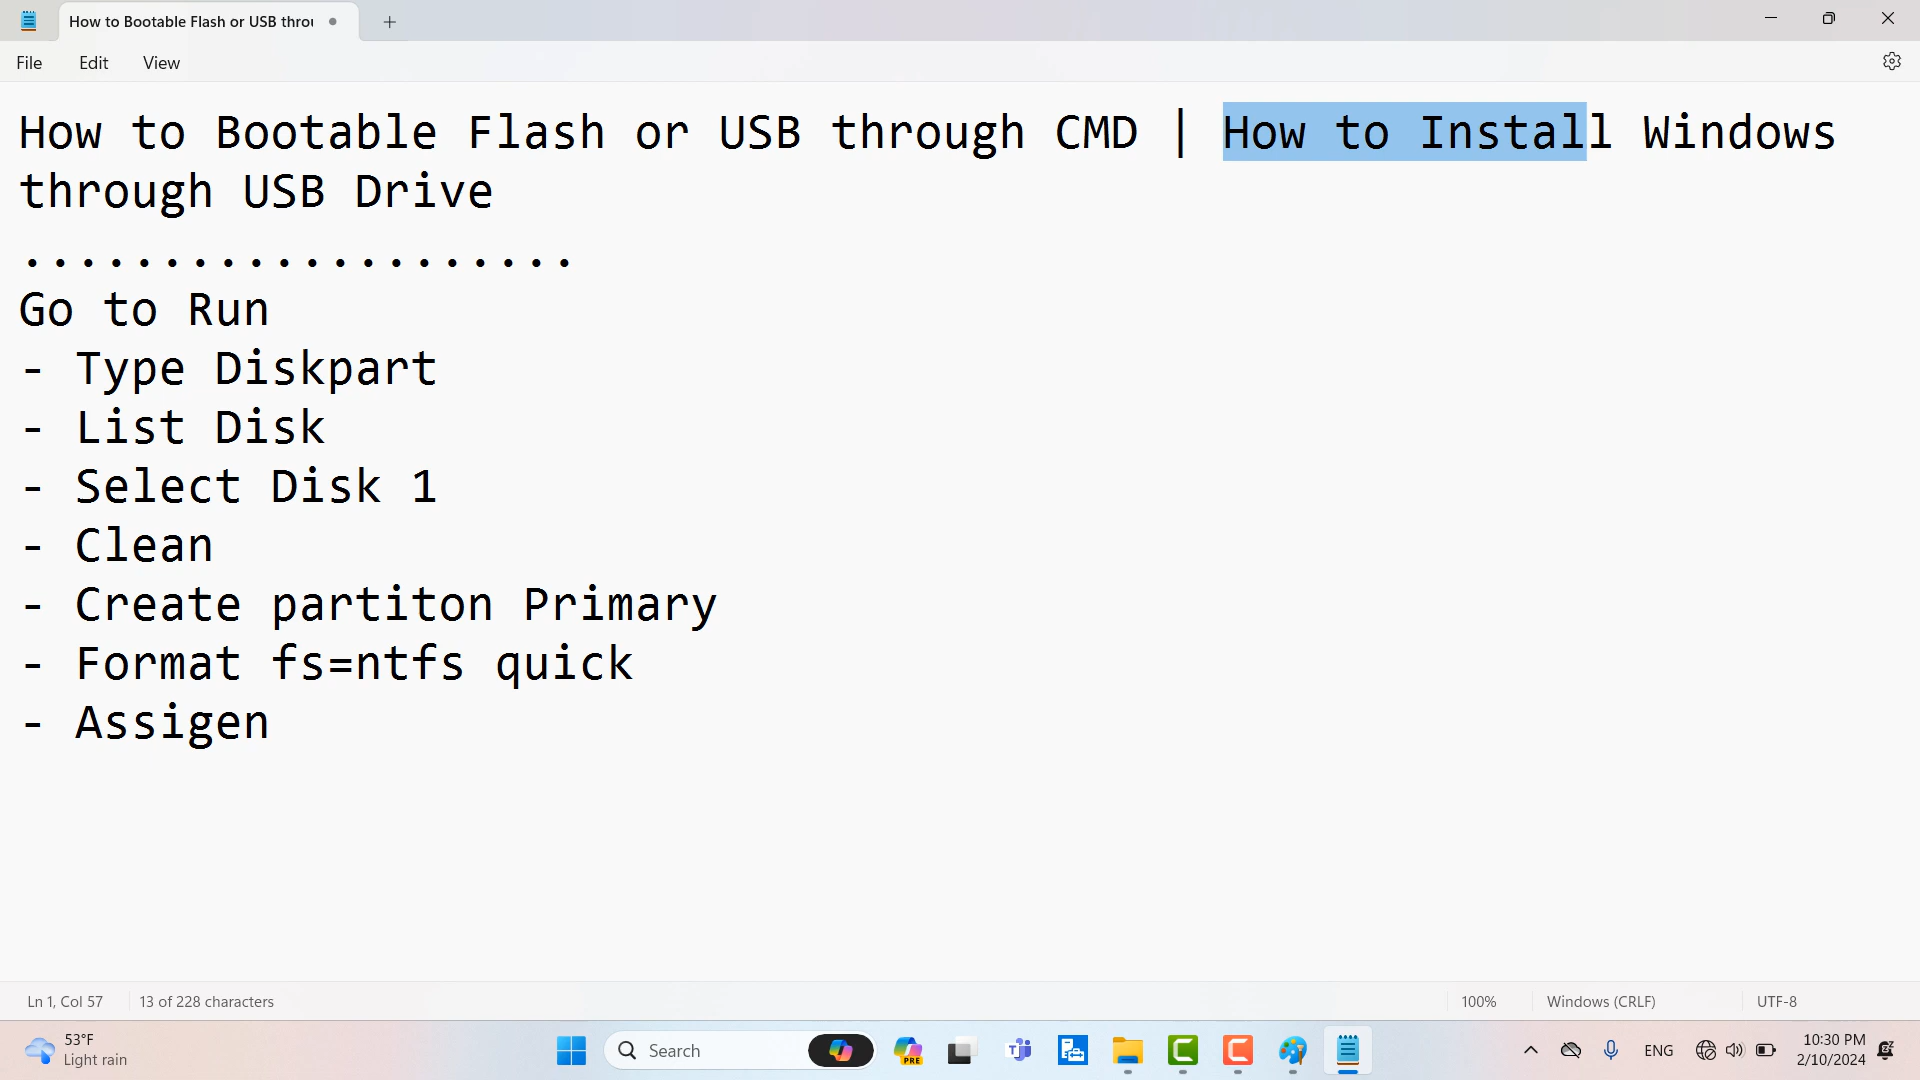 How to Bootable Flash or USB throu
File Edit View
How to Bootable Flash or USB through CMD | How to Install Windows
through USB Drive
....................
Go to Run
- Type Diskpart
- List Disk
- Select Disk 1
- Clean
- Create partiton Primary
- Format fs=ntfs quick
- Assigen
Ln 1, Col 57 13 of 228 characters 100% Windows (CRLF) UTF-8
53°F
Light rain
Search
PRE
ENG
10:30 PM
2/10/2024